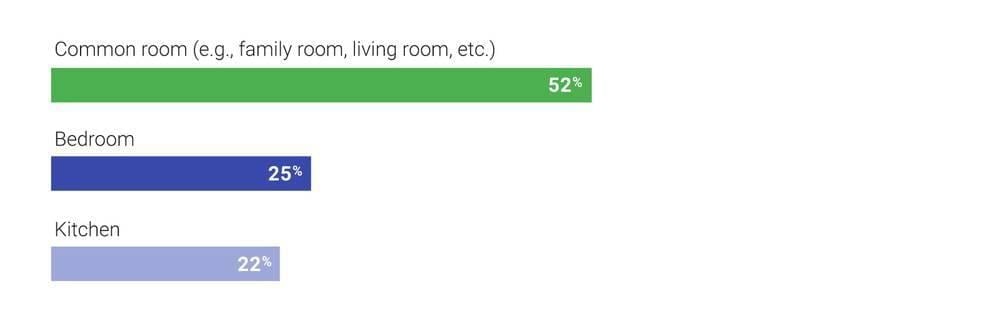 Common room (e.g., family room, living room, etc.)
52%
Bedroom
25%
Kitchen
22%